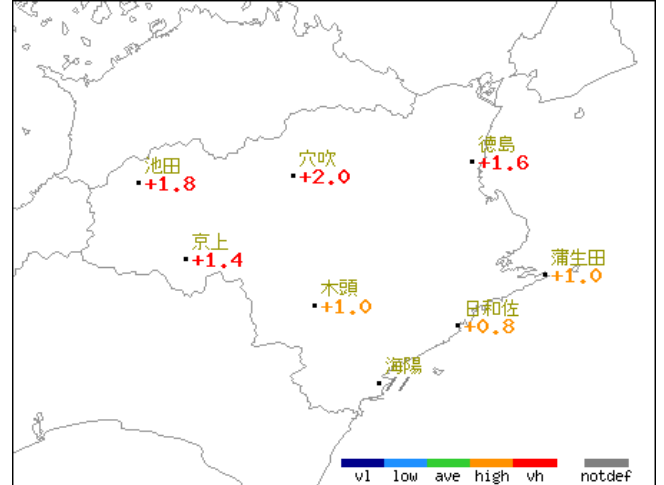 徳島
+1.6
穴吹
+2.0
池田
+1.8
京上
+1.4
蒲生田
+1.0
木頭
+1.0
日和佐
+0.8
海陽
vl low ave high vh notdef